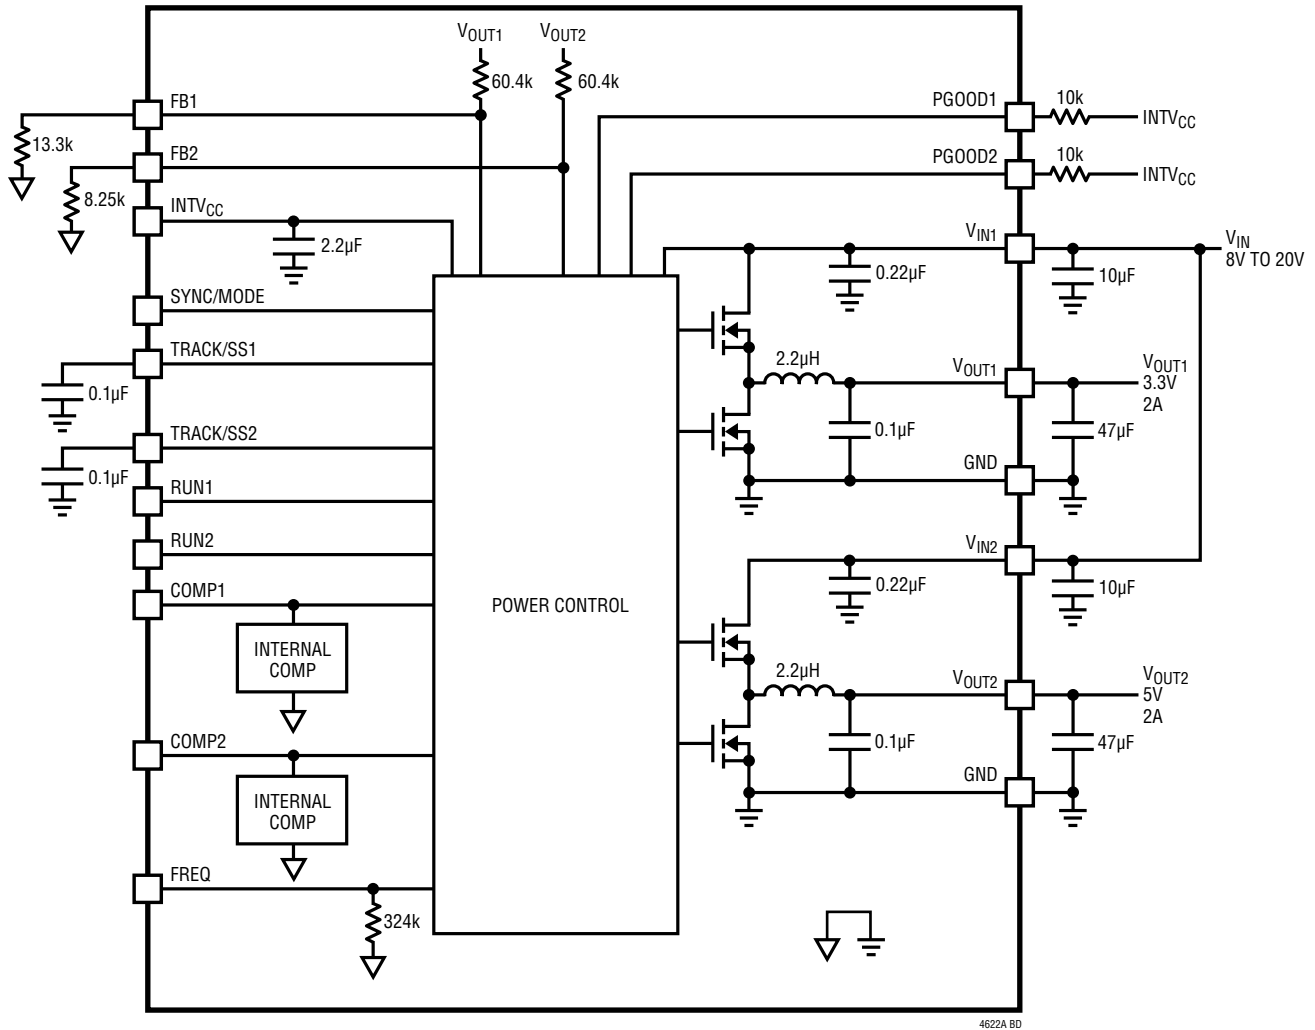 VOUT1
VOUT2
60.4k
60.4k
FB1
13.3k
FB2
8.25k
INTVCC
2.2µF
SYNC/MODE
TRACK/SS1
0.1µF
TRACK/SS2
0.1µF
RUN1
RUN2
COMP1
INTERNAL
COMP
COMP2
INTERNAL
COMP
FREQ
324k
POWER CONTROL
PGOOD1
10k
INTVCC
PGOOD2
10k
INTVCC
VIN1
0.22µF
10µF
VIN
8V TO 20V
2.2µH
VOUT1
0.1µF
47µF
VOUT1
3.3V
2A
GND
VIN2
0.22µF
10µF
2.2µH
VOUT2
0.1µF
47µF
VOUT2
5V
2A
GND
4622A BD